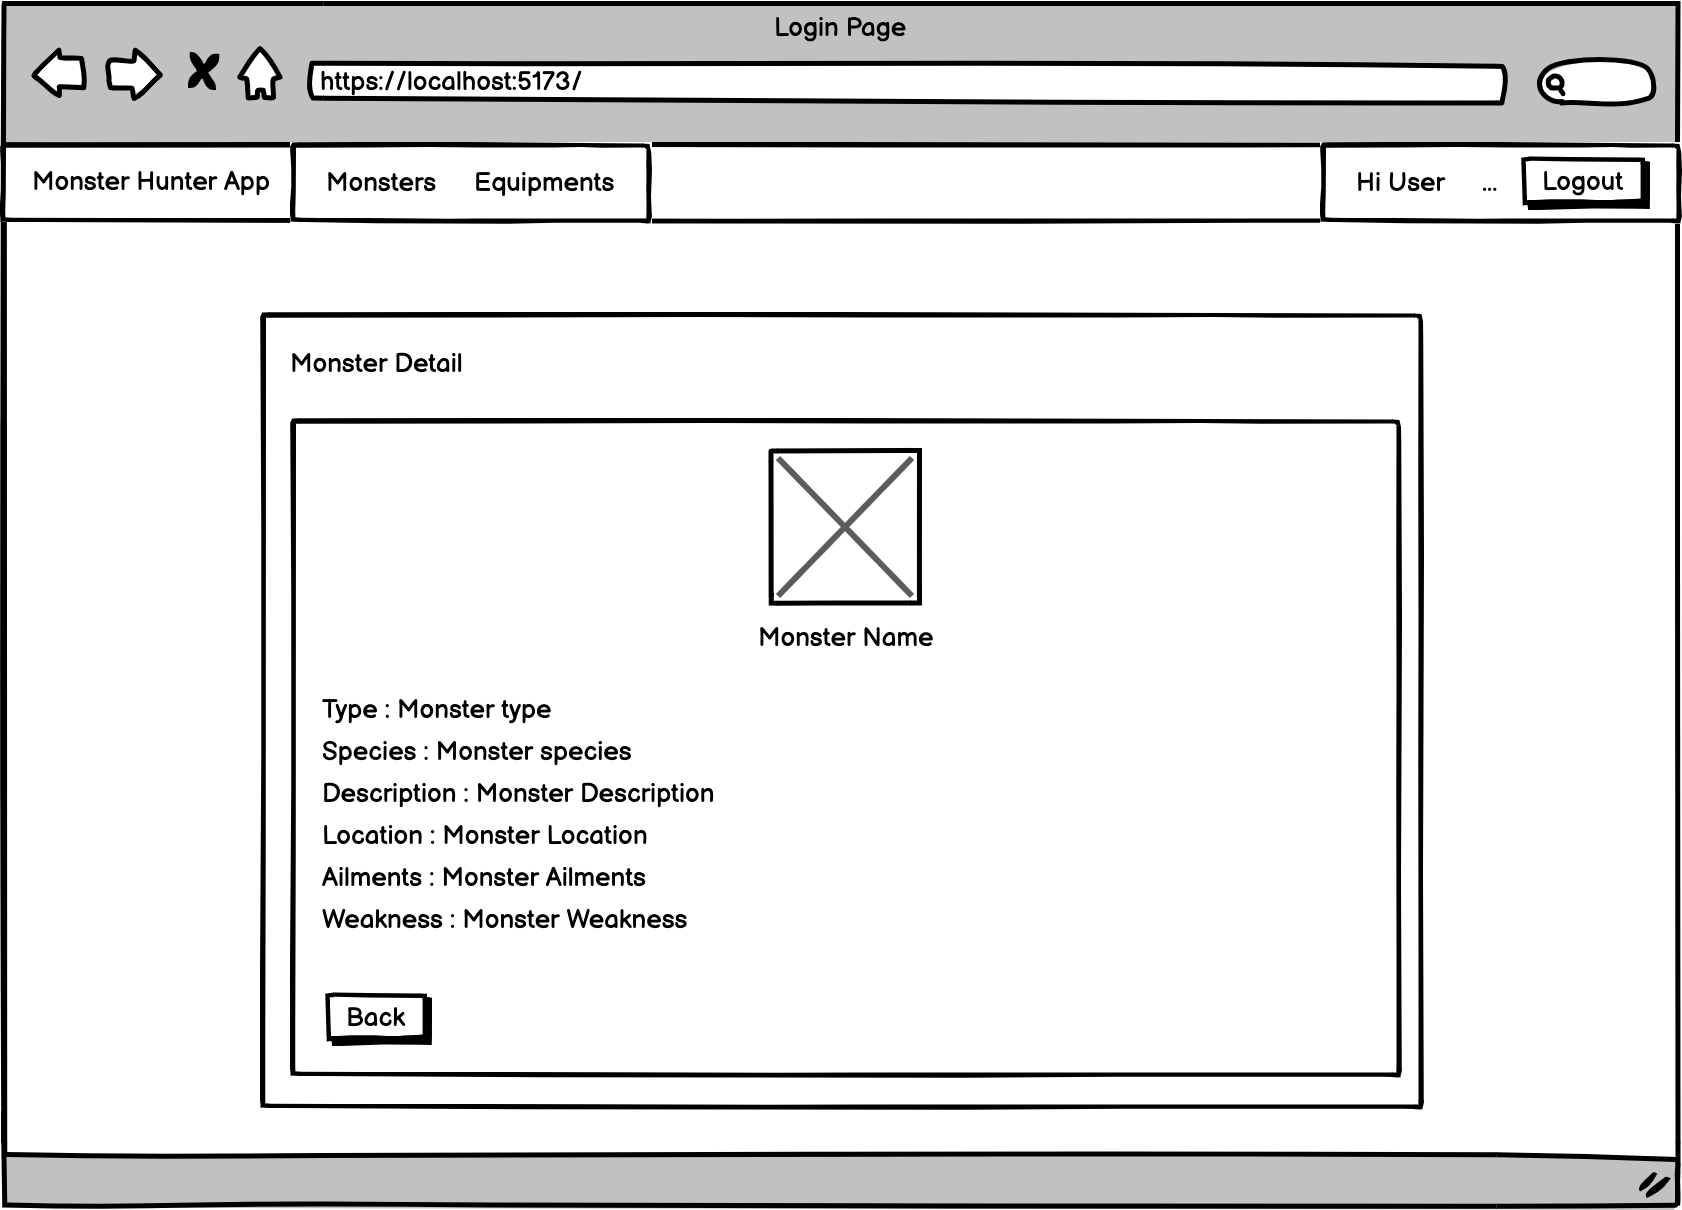 Login Page
https://localhost:5173/
Monster Hunter App Monsters Equipments Hi User ... Logout
Monster Detail
Monster Name
Type : Monster type
Species : Monster species
Description : Monster Description
Location : Monster Location
Ailments : Monster Ailments
Weakness : Monster Weakness
Back